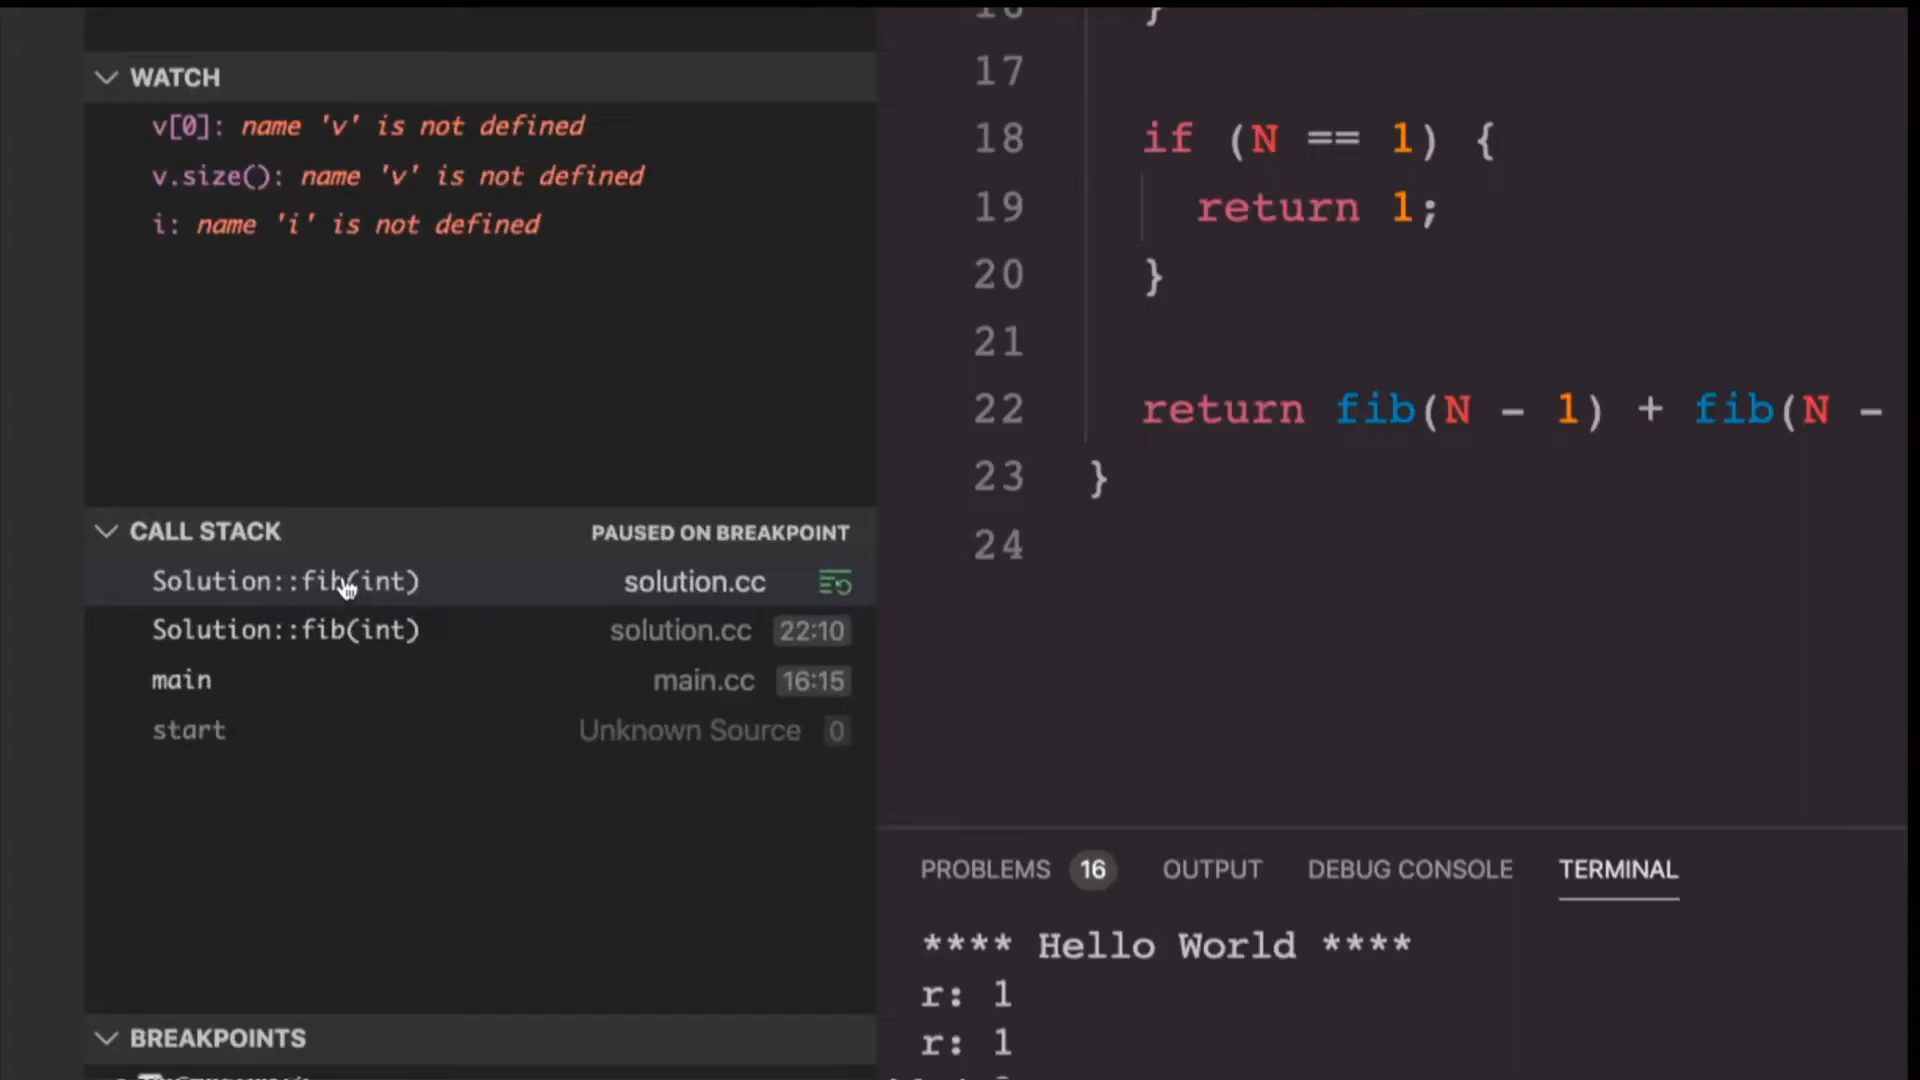 WATCH
v[0]: name 'v' is not defined
v.size(): name 'v' is not defined
i: name 'i' is not defined
CALL STACK PAUSED ON BREAKPOINT
Solution::fib(int) solution.cc
Solution::fib(int) solution.cc 22:10
main main.cc 16:15
start Unknown Source 0
BREAKPOINTS
}
17
18 if (N == 1) {
19 return 1;
20 }
21
22 return fib(N - 1) + fib(N -
23 }
24
PROBLEMS 16 OUTPUT DEBUG CONSOLE TERMINAL
**** Hello World ****
r: 1
r: 1